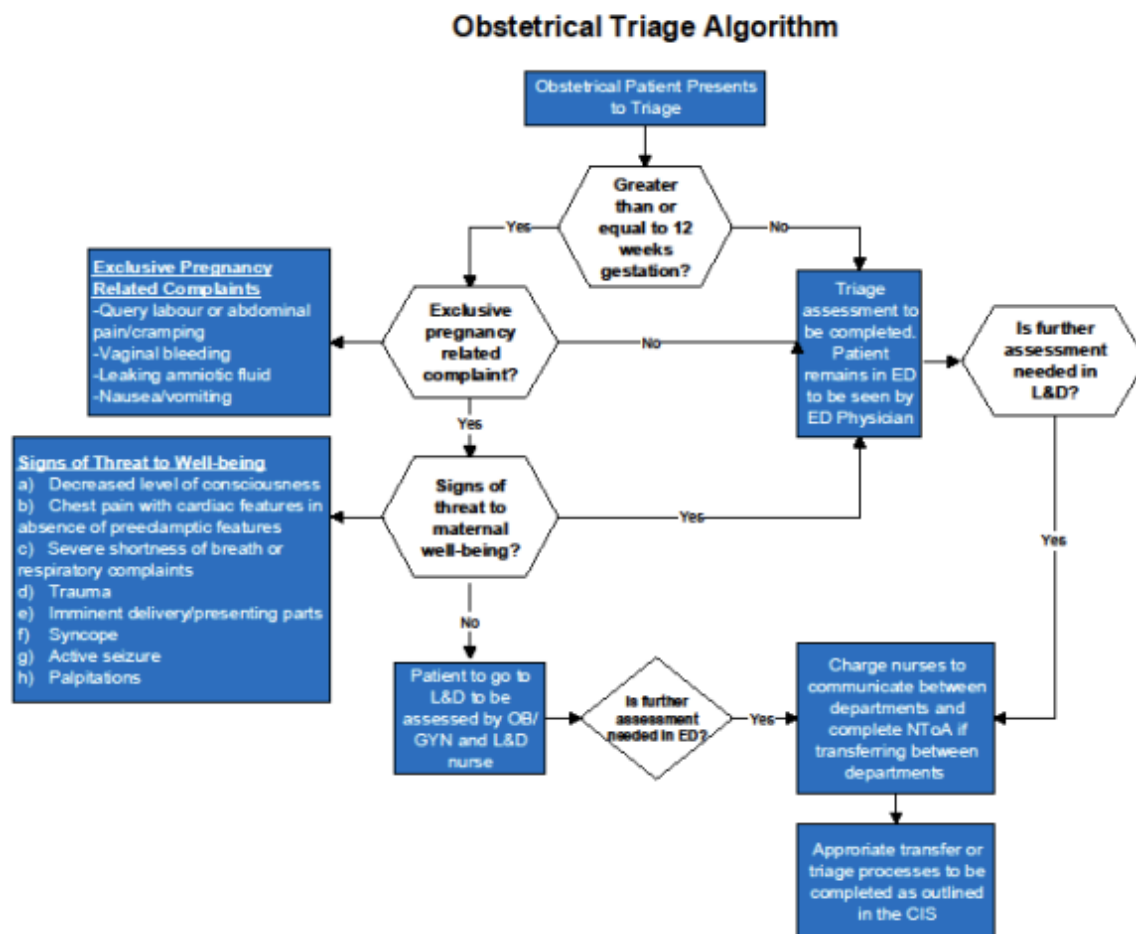 Obstetrical Triage Algorithm
Obstetrical Patient Presents
to Triage
Greater
than or
equal to 12
weeks
gestation?
Yes
No
Exclusive Pregnancy
Related Complaints
-Query labour or abdominal
pain/cramping
-Vaginal bleeding
-Leaking amniotic fluid
-Nausea/vomiting
Exclusive
pregnancy
related
complaint?
No
Triage
assessment to
be completed.
Patient
remains in ED
to be seen by
ED Physician
Is further
assessment
needed in
L&D?
Yes
Signs of Threat to Well-being
a) Decreased level of consciousness
b) Chest pain with cardiac features in
absence of preeclamptic features
c) Severe shortness of breath or
respiratory complaints
d) Trauma
e) Imminent delivery/presenting parts
f) Syncope
g) Active seizure
h) Palpitations
Signs of
threat to
maternal
well-being?
Yes
Yes
No
Patient to go to
L&D to be
assessed by OB/
GYN and L&D
nurse
Is further
assessment
needed in ED?
Yes
Charge nurses to
communicate between
departments and
complete NToA if
transferring between
departments
Approriate transfer or
triage processes to be
completed as outlined
in the CIS